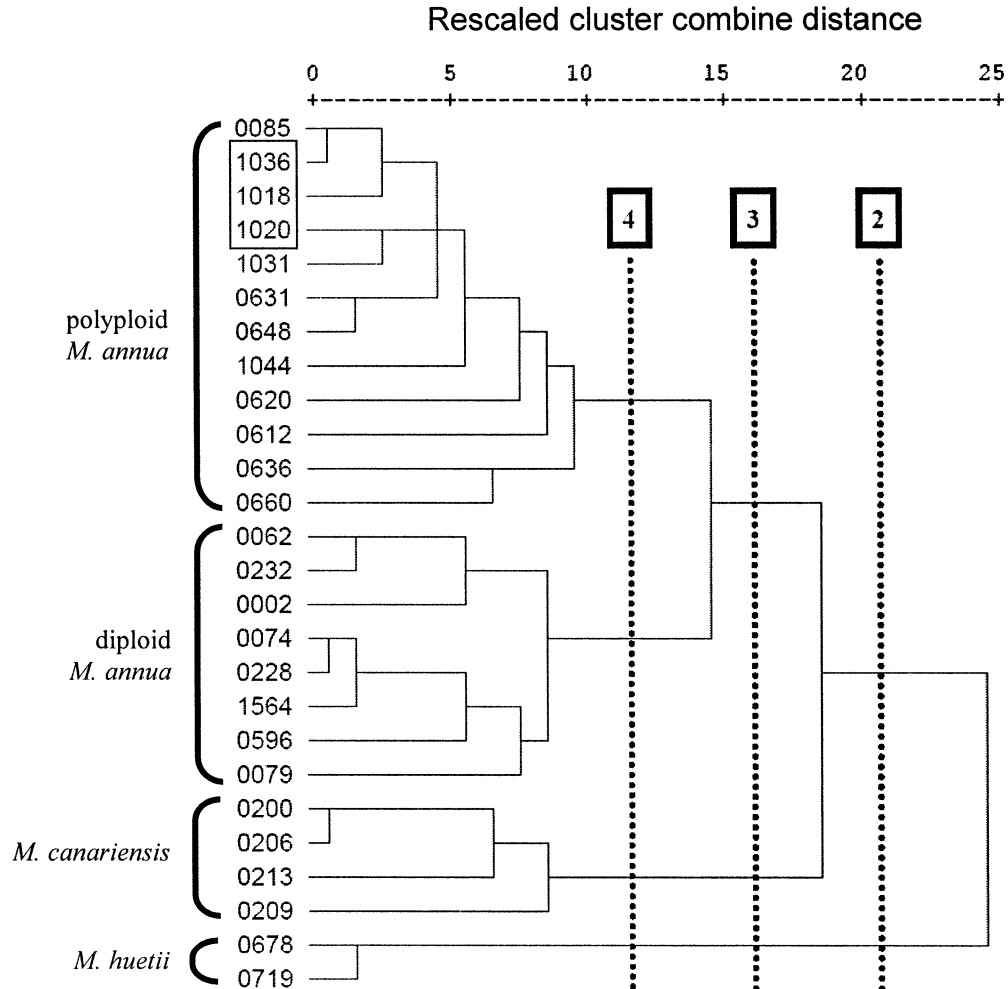 Rescaled cluster combine distance
0 5 10 15 20 25
0085
1036
1018
1020
1031
0631
0648
1044
0620
0612
0636
0660
polyploid
M. annua
4 3 2
0062
0232
0002
0074
0228
1564
0596
0079
diploid
M. annua
0200
0206
0213
0209
M. canariensis
0678
0719
M. huetii